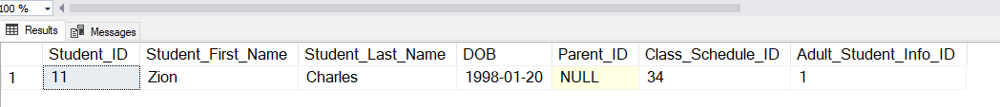 100 %
Results Messages
Student_ID Student_First_Name Student_Last_Name DOB Parent_ID Class_Schedule_ID Adult_Student_Info_ID
1 11 Zion Charles 1998-01-20 NULL 34 1